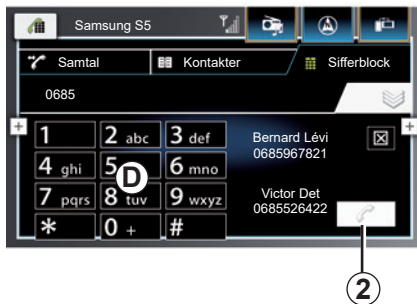 Samsung S5
Samtal
Kontakter
Sifferblock
0685
1
2 abc
3 def
Bernard Lévi
0685967821
4 ghi
5
D
6 mno
7 pqrs
8 tuv
9 wxyz
Victor Det
0685526422
*
0 +
#
2